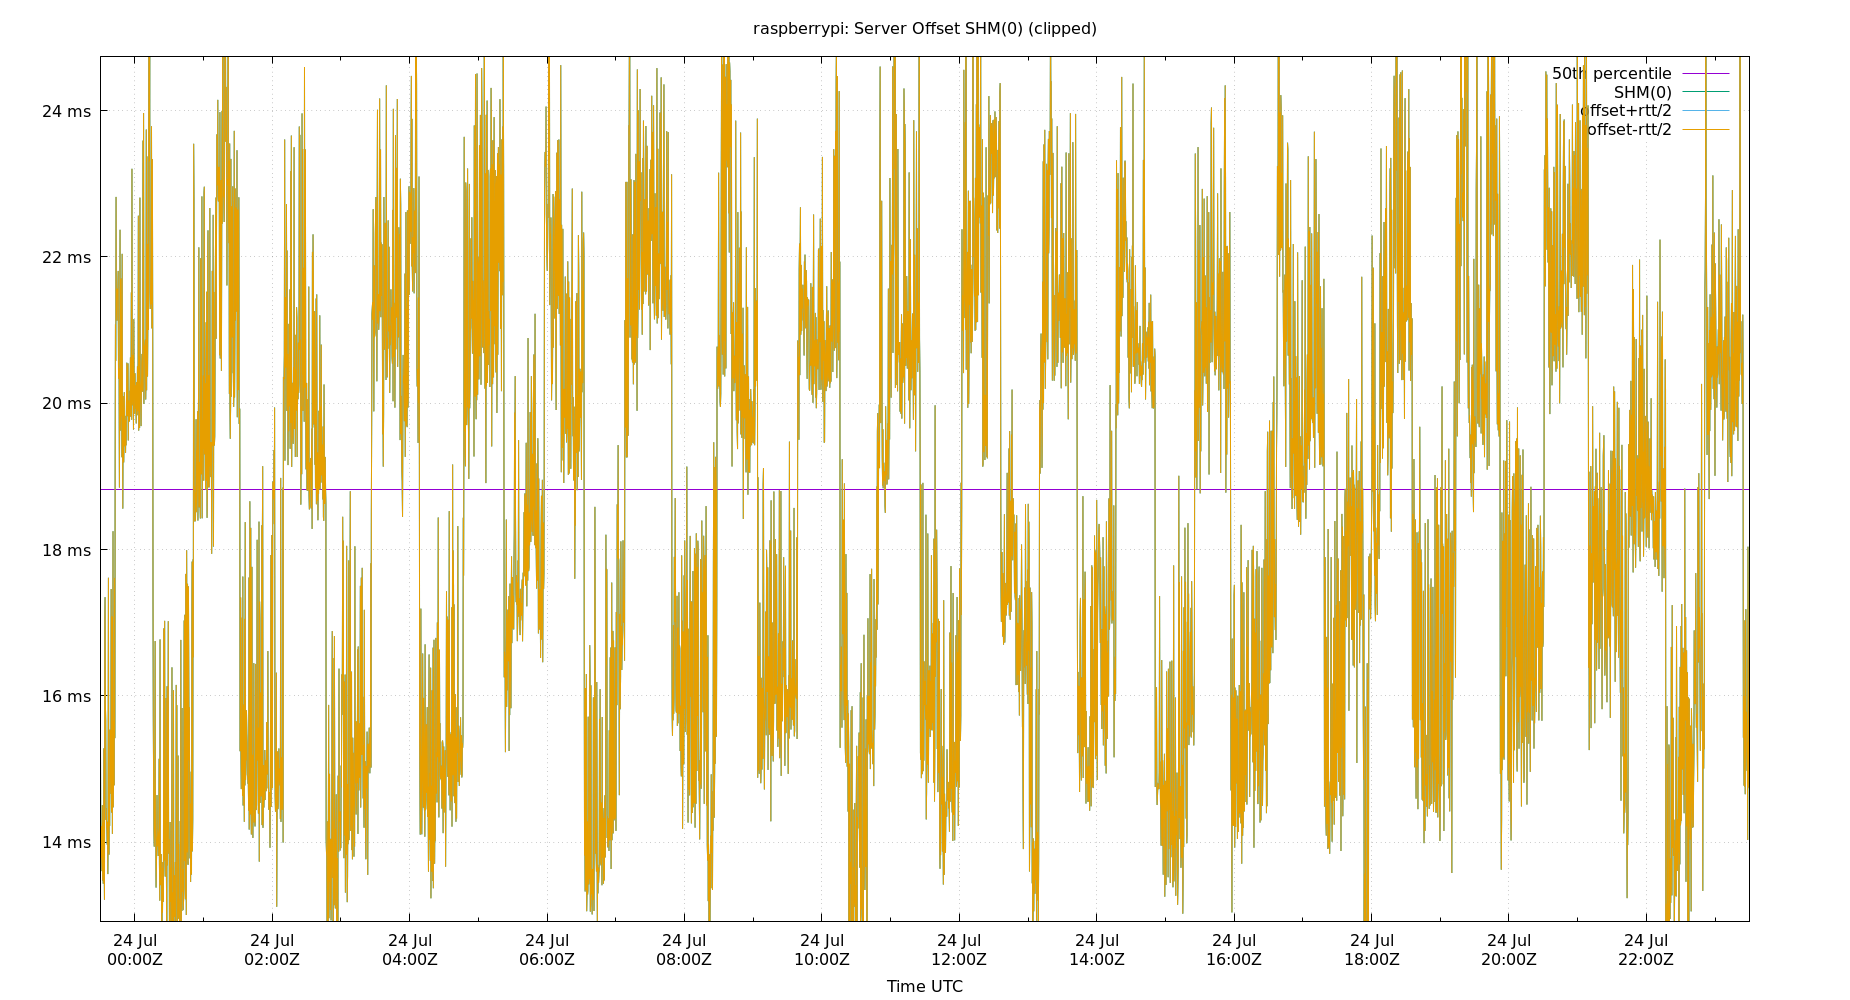 raspberrypi: Server Offset SHM(0) (clipped)
50th percentile
SHM(0)
offset+rtt/2
offset-rtt/2
24 ms
22 ms
20 ms
18 ms
16 ms
14 ms
24 Jul 24 Jul 24 Jul 24 Jul 24 Jul 24 Jul 24 Jul 24 Jul 24 Jul 24 Jul 24 Jul 24 Jul
00:00Z 02:00Z 04:00Z 06:00Z 08:00Z 10:00Z 12:00Z 14:00Z 16:00Z 18:00Z 20:00Z 22:00Z
Time UTC